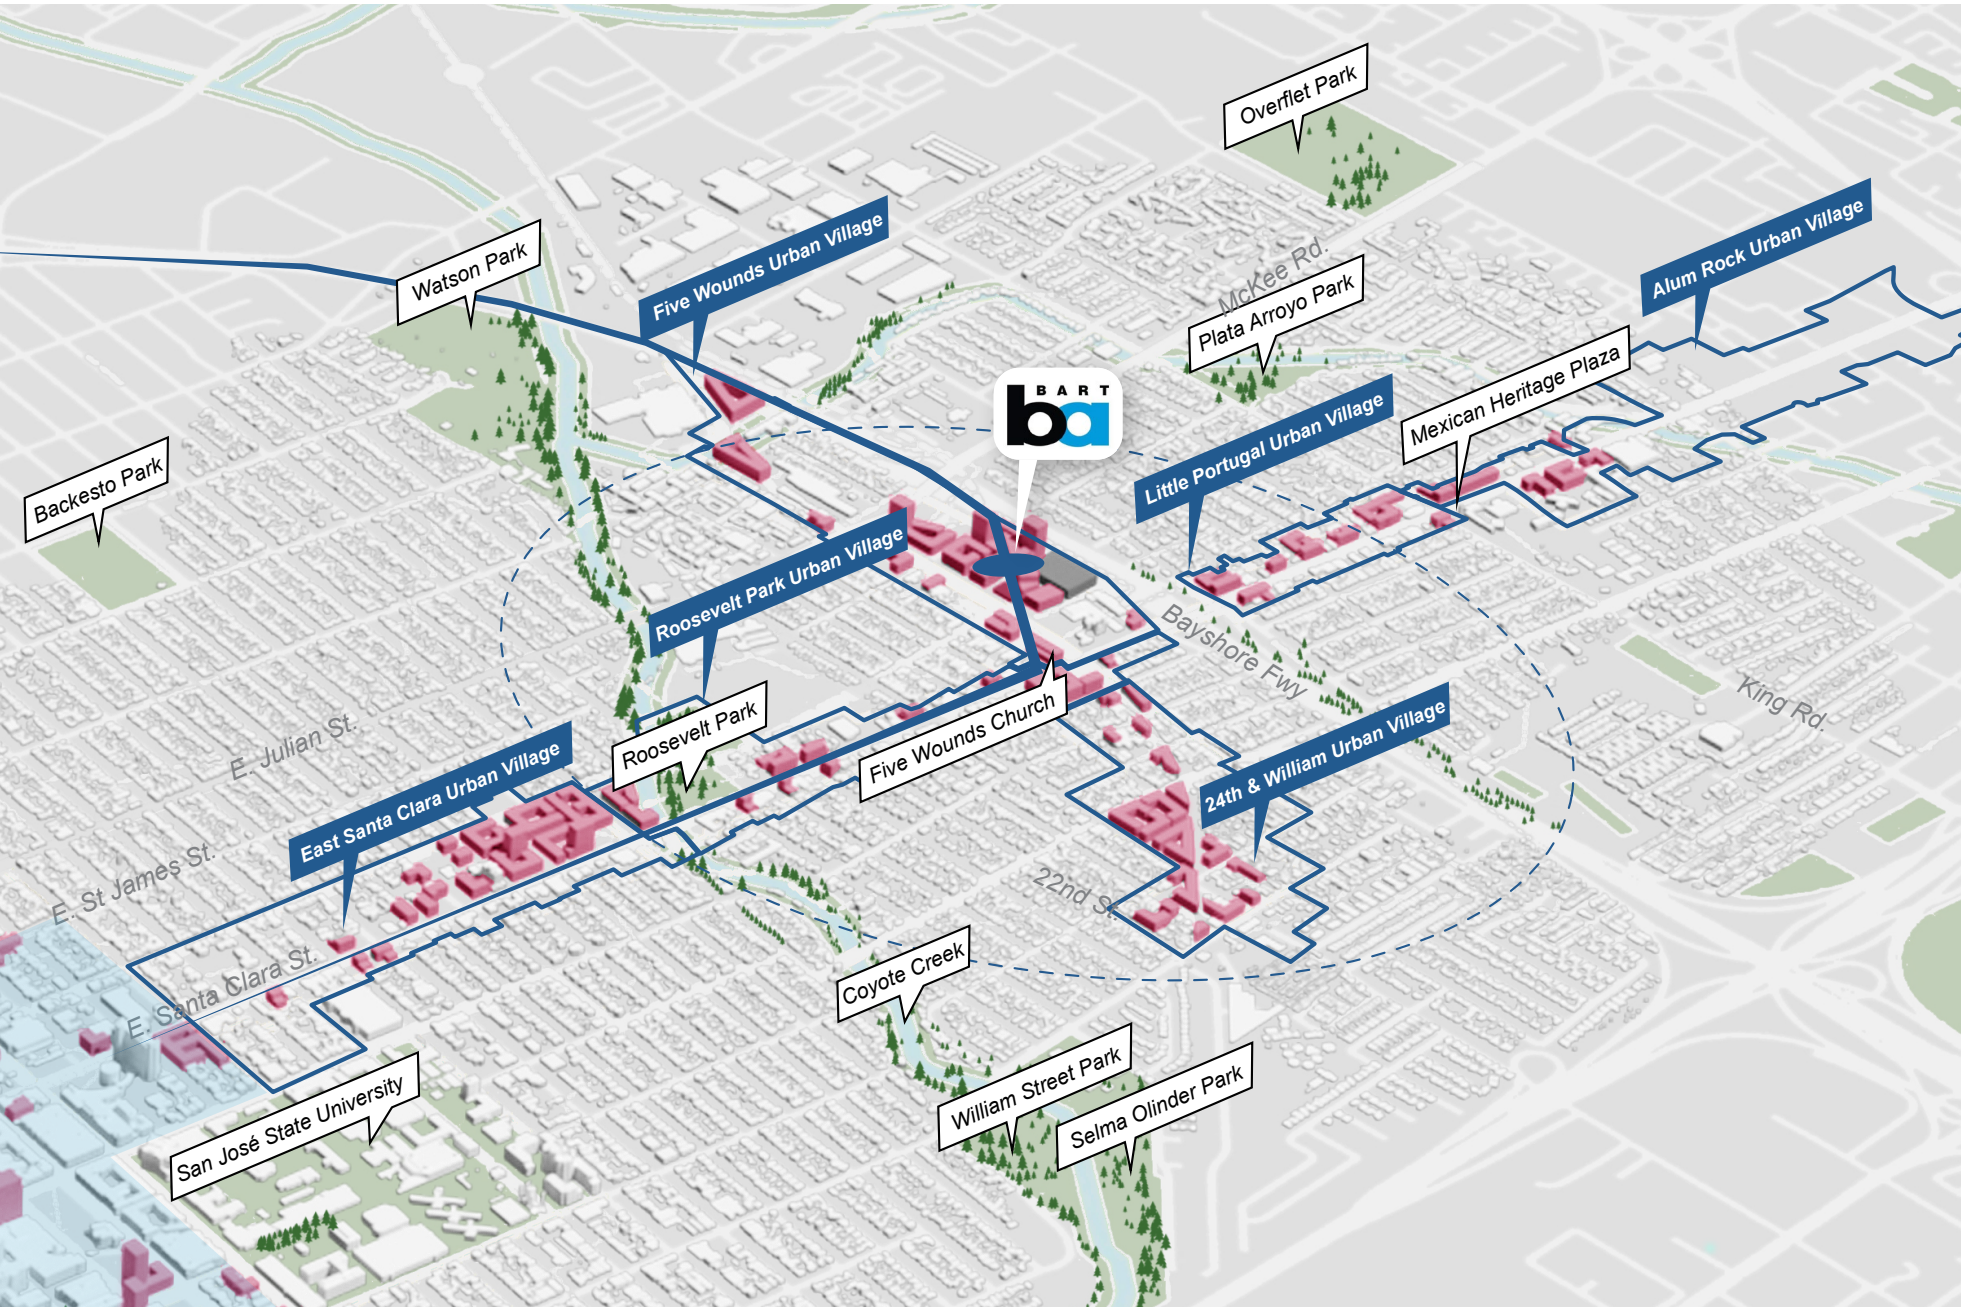 Overflet Park
Five Wounds Urban Village
Alum Rock Urban Village
Watson Park
McKee Rd.
Plata Arroyo Park
Mexican Heritage Plaza
BART
ba
Little Portugal Urban Village
Backesto Park
Roosevelt Park Urban Village
Bayshore Fwy
King Rd.
Roosevelt Park
Five Wounds Church
24th & William Urban Village
E. Julian St.
East Santa Clara Urban Village
E. St James St.
22nd St.
E. Santa Clara St.
Coyote Creek
William Street Park
Selma Olinder Park
San José State University